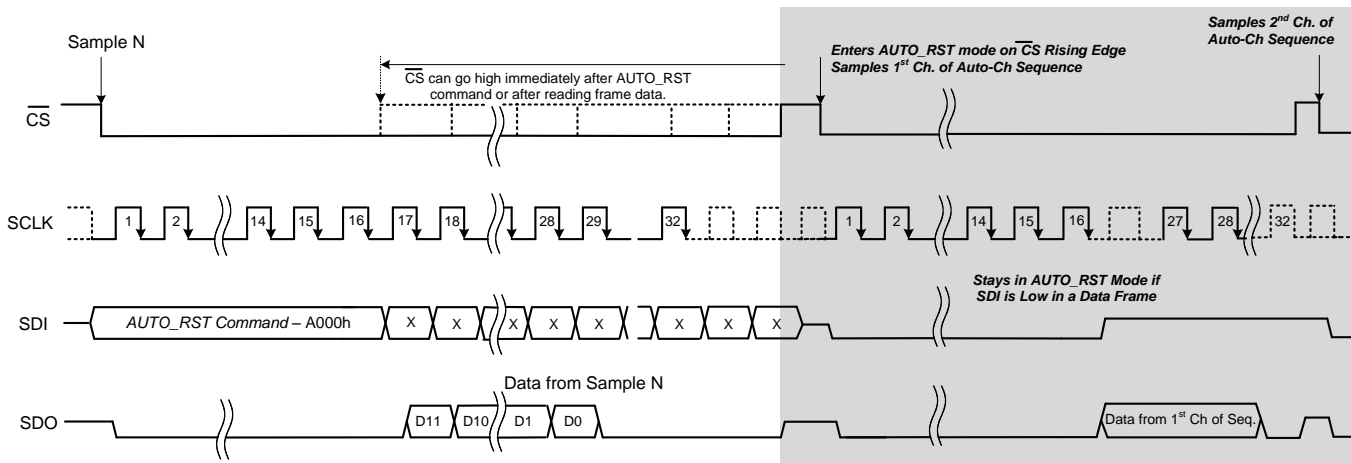 Sample N
CS can go high immediately after AUTO_RST
command or after reading frame data.
Enters AUTO_RST mode on CS Rising Edge
Samples 1st Ch. of Auto-Ch Sequence
Samples 2nd Ch. of
Auto-Ch Sequence
CS
SCLK
1 2 14 15 16 17 18 28 29 32 1 2 14 15 16 27 28 32
Stays in AUTO_RST Mode if
SDI is Low in a Data Frame
SDI
AUTO_RST Command – A000h
X X X X X X X X
Data from Sample N
SDO
D11 D10 D1 D0
Data from 1st Ch of Seq.